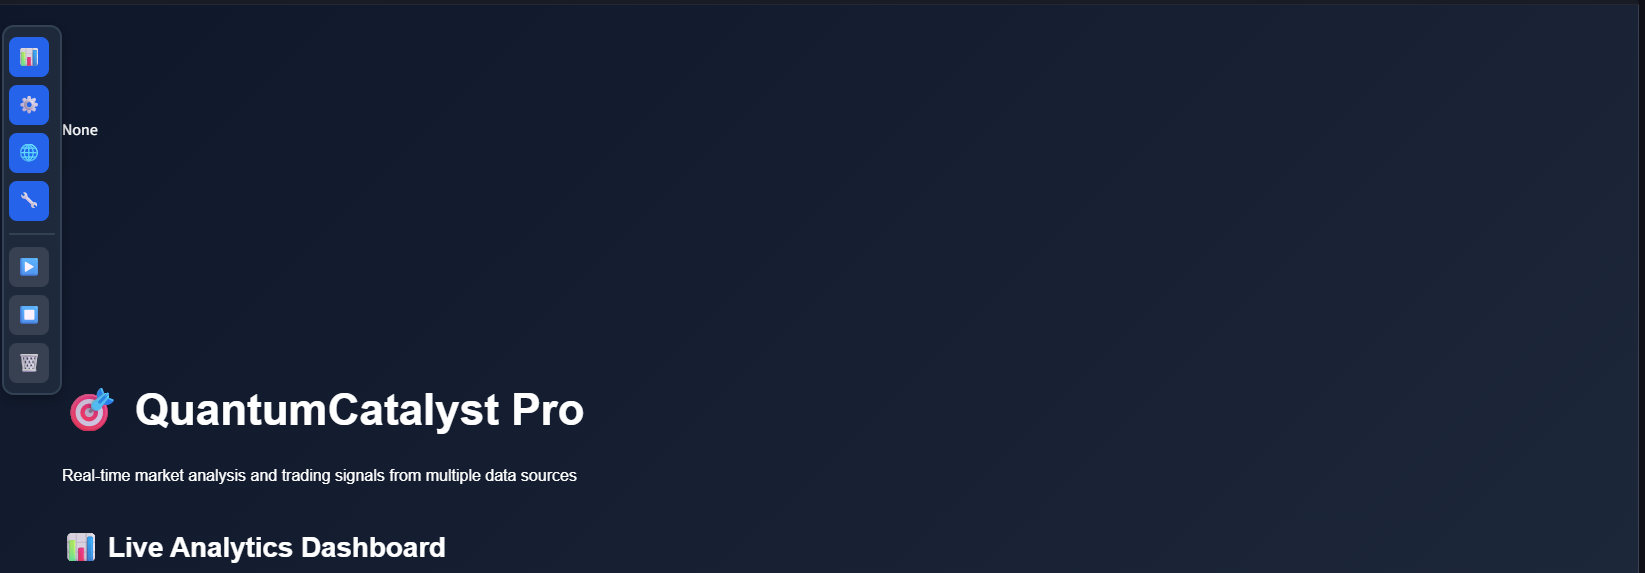 None
QuantumCatalyst Pro
Real-time market analysis and trading signals from multiple data sources
Live Analytics Dashboard